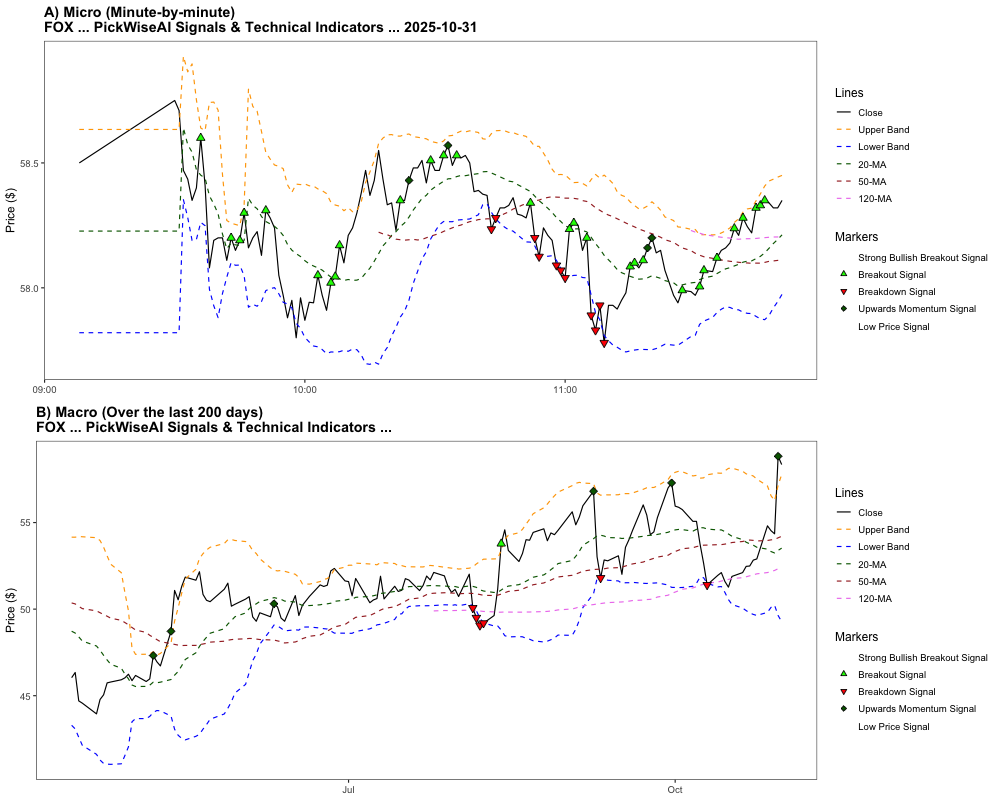 A) Micro (Minute-by-minute)
FOX ... PickWiseAI Signals & Technical Indicators ... 2025-10-31
Price ($)
58.5
58.0
09:00
10:00
11:00
Lines
Close
Upper Band
Lower Band
20-MA
50-MA
120-MA
Markers
Strong Bullish Breakout Signal
Breakout Signal
Breakdown Signal
Upwards Momentum Signal
Low Price Signal
B) Macro (Over the last 200 days)
FOX ... PickWiseAI Signals & Technical Indicators ...
Price ($)
55
50
45
Jul
Oct
Lines
Close
Upper Band
Lower Band
20-MA
50-MA
120-MA
Markers
Strong Bullish Breakout Signal
Breakout Signal
Breakdown Signal
Upwards Momentum Signal
Low Price Signal